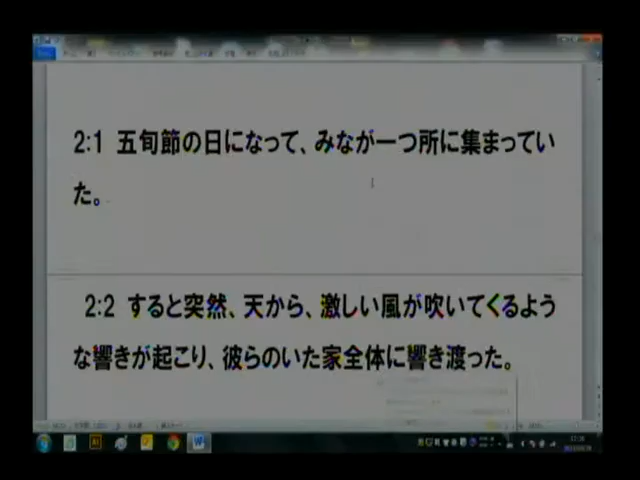 2:1 五旬節の日になって、みなが一つ所に集まってい
た。
2:2 すると突然、天から、激しい風が吹いてくるよう
な響きが起こり、彼らのいた家全体に響き渡った。